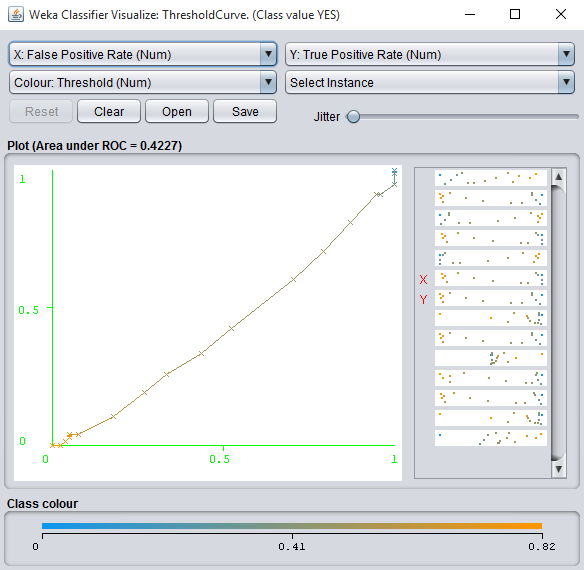 Weka Classifier Visualize: ThresholdCurve. (Class value YES)
X: False Positive Rate (Num) Y: True Positive Rate (Num)
Colour: Threshold (Num) Select Instance
Reset Clear Open Save Jitter
Plot (Area under ROC = 0.4227)
1
0.5
0
0 0.5 1
X
Y
Class colour
0 0.41 0.82